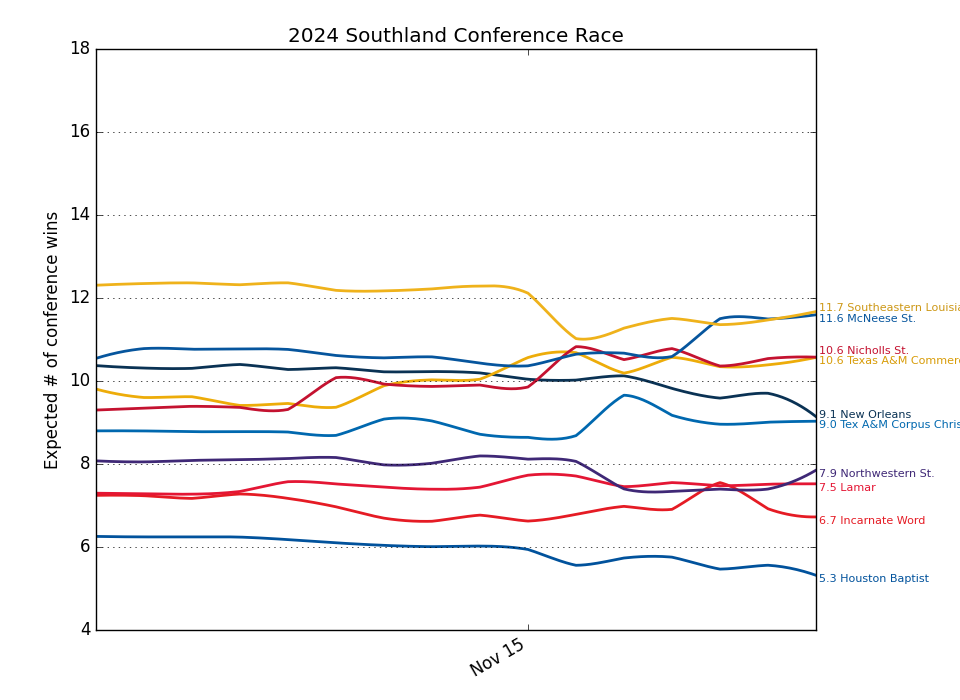 2024 Southland Conference Race
Expected # of conference wins
18
16
14
12
10
8
6
4
Nov 15
11.7 Southeastern Louisia
11.6 McNeese St.
10.6 Nicholls St.
10.6 Texas A&M Commerc
9.1 New Orleans
9.0 Tex A&M Corpus Chris
7.9 Northwestern St.
7.5 Lamar
6.7 Incarnate Word
5.3 Houston Baptist